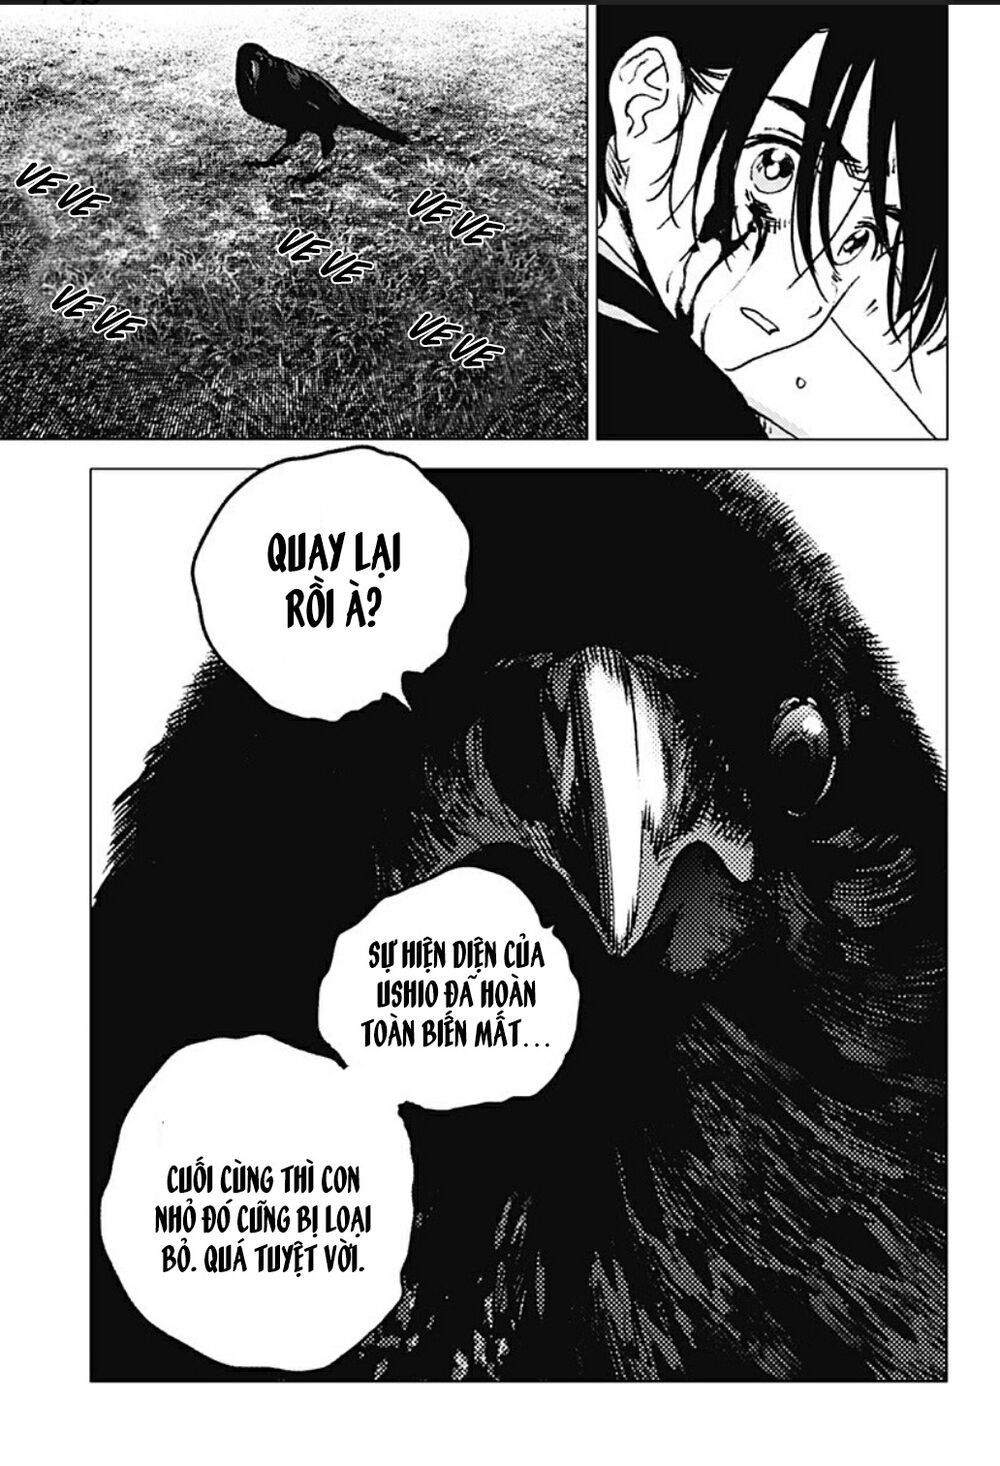 VE VE
VE VE
VE VE
VE VE
VE VE
QUAY LẠI
RỒI À?
SỰ HIỆN DIỆN CỦA
USHIO ĐÃ HOÀN
TOÀN BIẾN MẤT...
CUỐI CÙNG THÌ CON
NHỎ ĐÓ CŨNG BỊ LOẠI
BỎ. QUÁ TUYỆT VỜI.